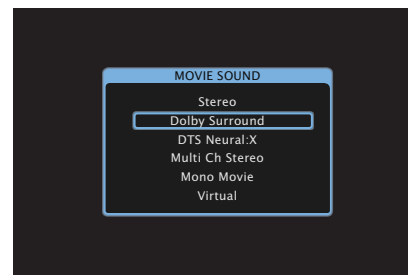 MOVIE SOUND
Stereo
Dolby Surround
DTS Neural:X
Multi Ch Stereo
Mono Movie
Virtual